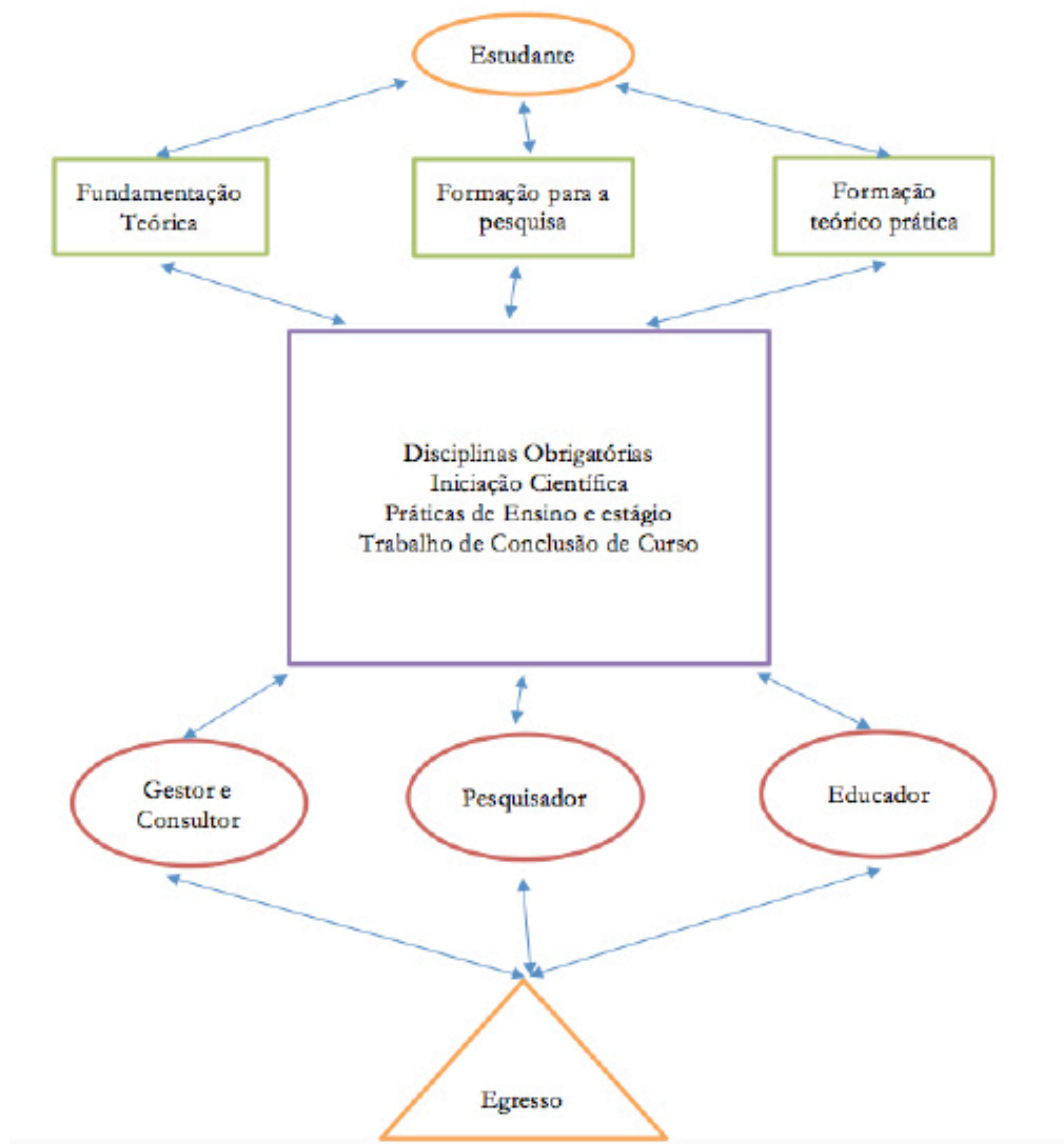 Estudante
Fundamentação
Teórica
Formação para a
pesquisa
Formação
teórico prática
Disciplinas Obrigatórias
Iniciação Científica
Práticas de Ensino e estágio
Trabalho de Conclusão de Curso
Gestor e
Consultor
Pesquisador
Educador
Egresso